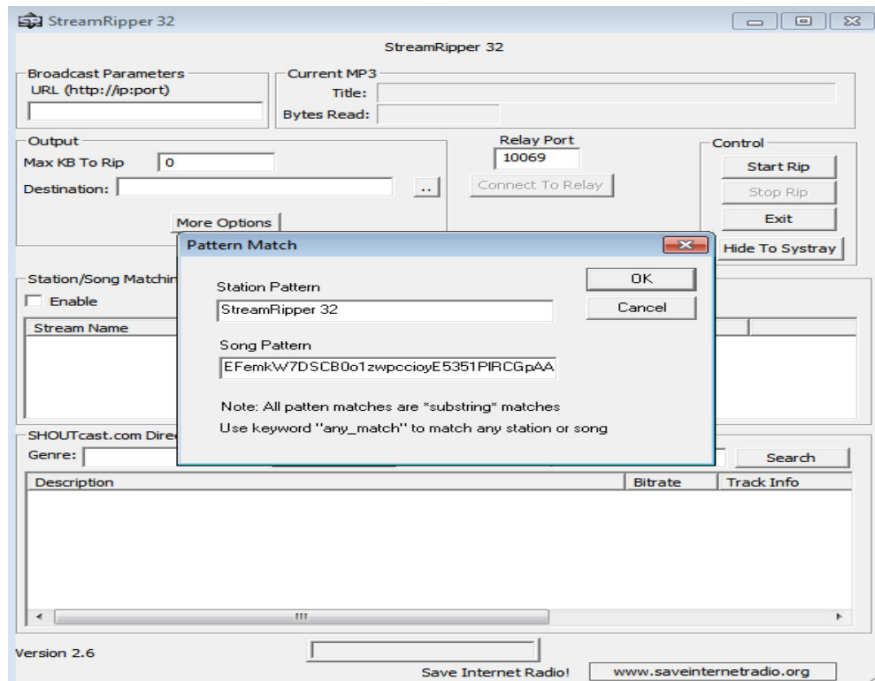 StreamRipper 32
StreamRipper 32
Broadcast Parameters
URL (http://ip:port)
Current MP3
Title:
Bytes Read:
Output
Max KB To Rip 0
Destination: ..
More Options
Relay Port
10069
Connect To Relay
Control
Start Rip
Stop Rip
Exit
Hide To Systray
Pattern Match
Station Pattern
StreamRipper 32
Song Pattern
EFemkW7DSCB0o1zwpccioyE5351PIRCGpAA
OK
Cancel
Note: All patten matches are *substring* matches
Use keyword "any_match" to match any station or song
Station/Song Matchin
Enable
Stream Name
SHOUTcast.com Dire
Genre:
Search
Description Bitrate Track Info
Version 2.6
Save Internet Radio! www.saveinternetradio.org